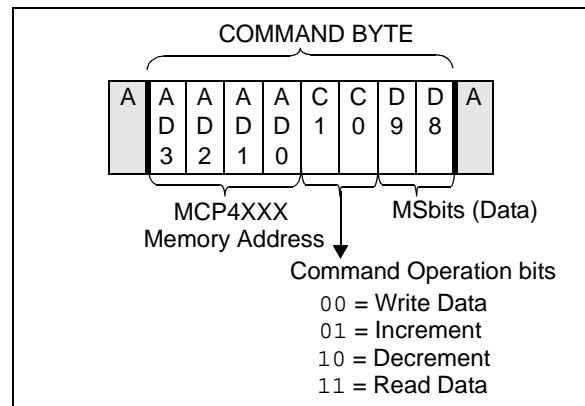 COMMAND BYTE
A A A A A C C D D A
D D D D 1 0 9 8
3 2 1 0
MCP4XXX
Memory Address
MSbits (Data)
Command Operation bits
00 = Write Data
01 = Increment
10 = Decrement
11 = Read Data